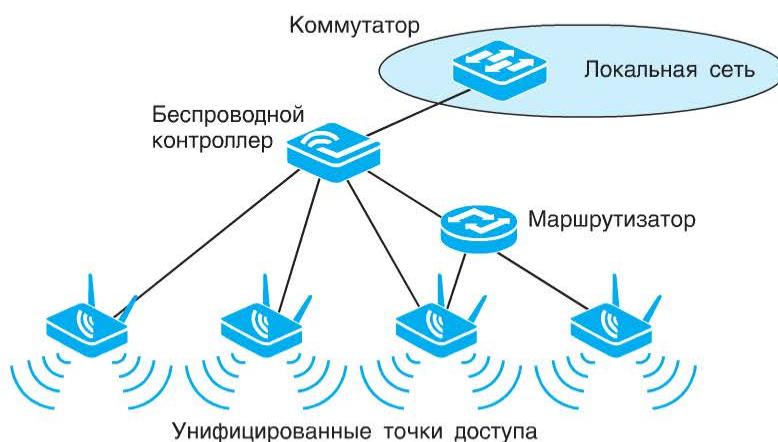 Коммутатор
Локальная сеть
Беспроводной
контроллер
Маршрутизатор
Унифицированные точки доступа